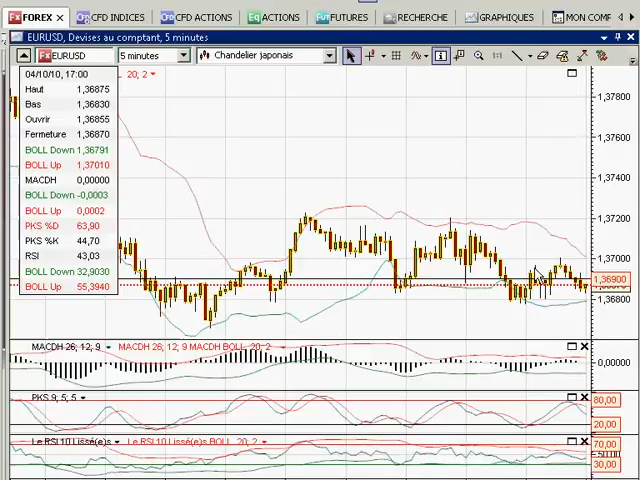 FOREX CFD INDICES CFD ACTIONS ACTIONS FUTURES RECHERCHE GRAPHIQUES MON COMF
EURUSD, Devises au comptant, 5 minutes
EURUSD 5 minutes Chandelier japonais
04/10/10, 17:00
20; 2
Haut 1,36875
Bas 1,36830
Ouvrir 1,36855
Fermeture 1,36870
BOLL Down 1,36791
BOLL Up 1,37010
MACDH 0,00000
BOLL Down -0,0003
BOLL Up 0,0002
PKS %D 63,90
PKS %K 44,70
RSI 43,03
BOLL Down 32,9030
BOLL Up 55,3940
1,37800
1,37600
1,37400
1,37200
1,37000
1,36900
1,36800
MACDH 26; 12; 9 MACDH 26; 12; 9 MACDH BOLL 20; 2
0,00000
PKS 9; 5; 5
80,00
20,00
Le RSI 10 Lissé(e)s Le RSI 10 Lissé(e)s BOLL 20; 2
70,00
30,00